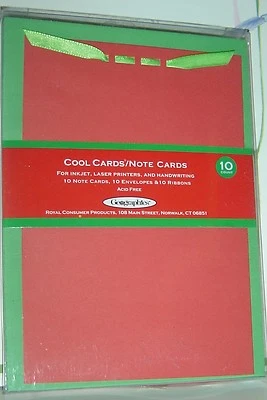 COOL CARDS/NOTE CARDS
FOR INKJET, LASER PRINTERS, AND HANDWRITING
10 NOTE CARDS, 10 ENVELOPES & 10 RIBBONS
ACID FREE
Geographics
ROYAL CONSUMER PRODUCTS, 108 MAIN STREET, NORWALK, CT 06851
10